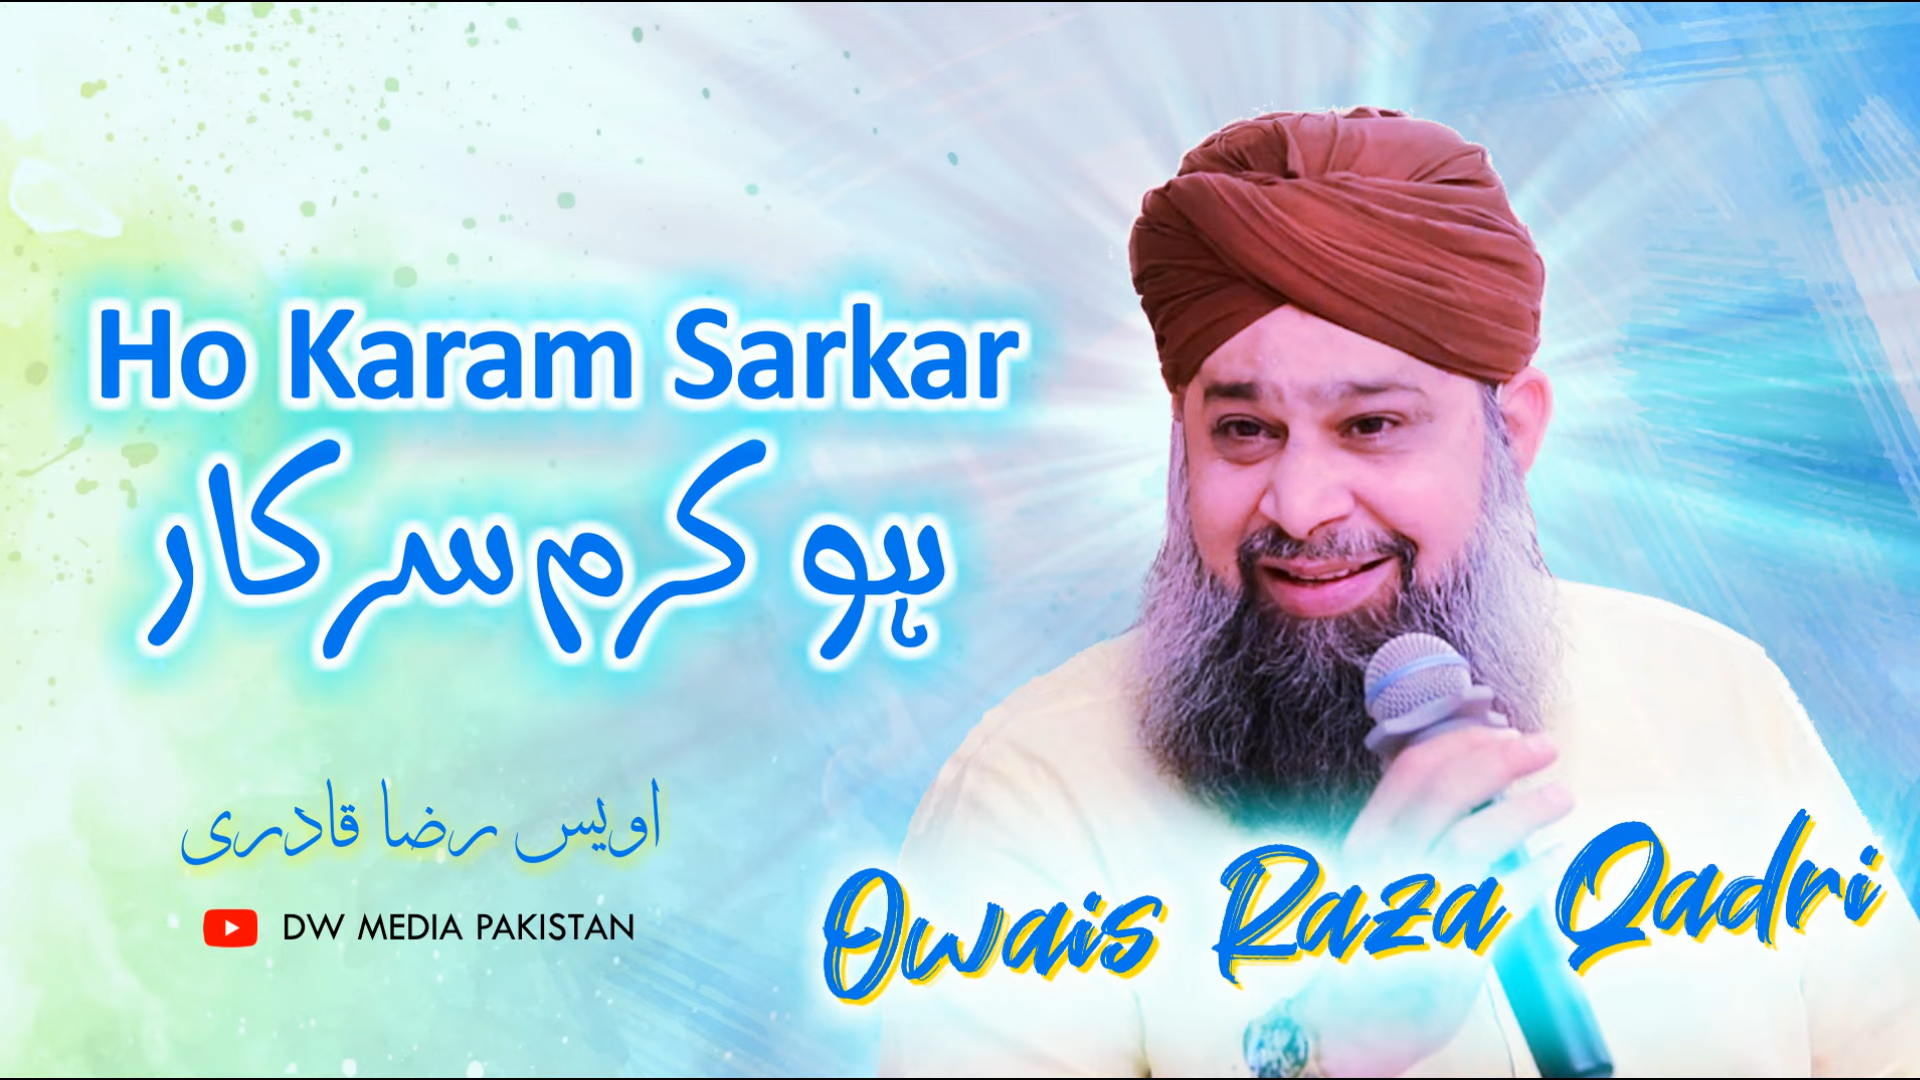 Ho Karam Sarkar
ہو کرم سرکار
اویس رضا قادری
DW MEDIA PAKISTAN
Owais Raza Qadri